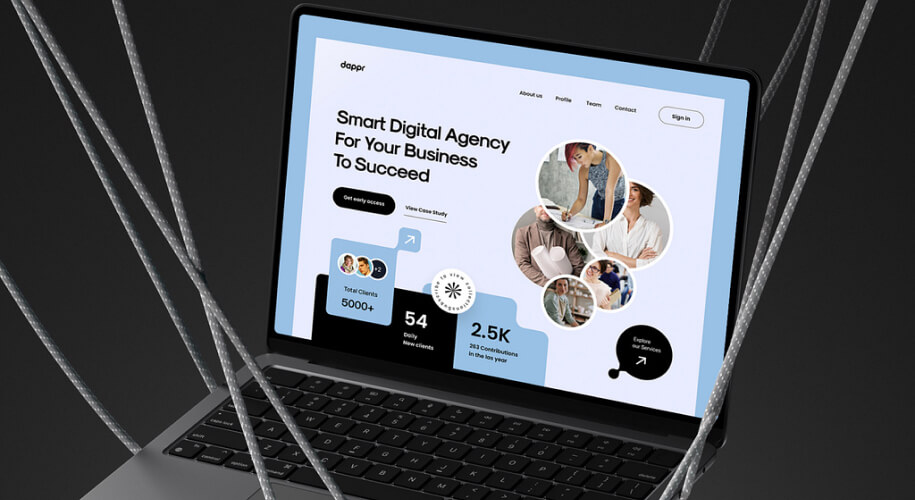 dappr
About us
Profile
Team
Contact
Sign in
Smart Digital Agency
For Your Business
To Succeed
Get early access
View Case Study
+2
Total Clients
5000+
54
Daily
New clients
2.5K
263 Contributions
in the las year
Explore
our Services